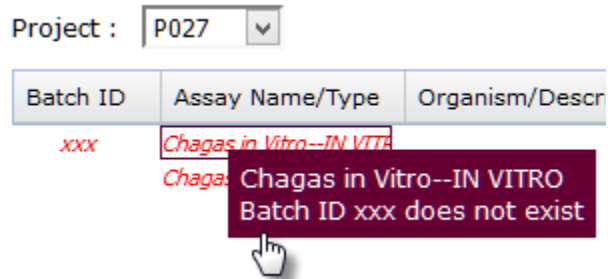 Project : P027
Batch ID Assay Name/Type Organism/Descri
xxx Chagas in Vitro--IN VITR
Chagas
Chagas in Vitro--IN VITRO
Batch ID xxx does not exist